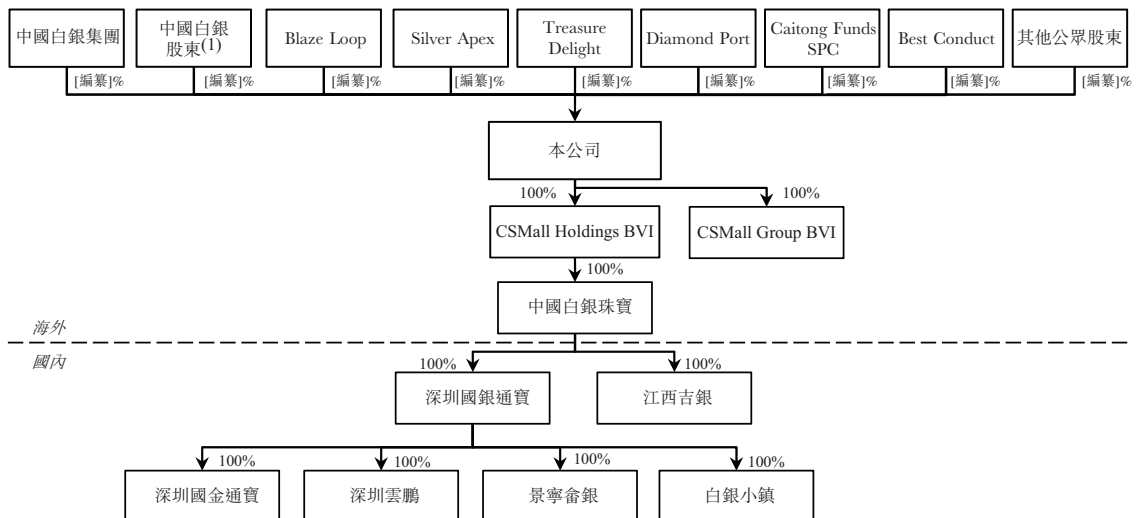 中國白銀集團
中國白銀
股東(1)
Blaze Loop
Silver Apex
Treasure
Delight
Diamond Port
Caitong Funds
SPC
Best Conduct
其他公眾股東
[編纂]%
[編纂]%
[編纂]%
[編纂]%
[編纂]%
[編纂]%
[編纂]%
[編纂]%
[編纂]%
本公司
100%
100%
CSMall Holdings BVI
CSMall Group BVI
100%
中國白銀珠寶
海外
國內
100%
100%
深圳國銀通寶
江西吉銀
100%
100%
100%
100%
深圳國金通寶
深圳雲鵬
景寧畲銀
白銀小鎮